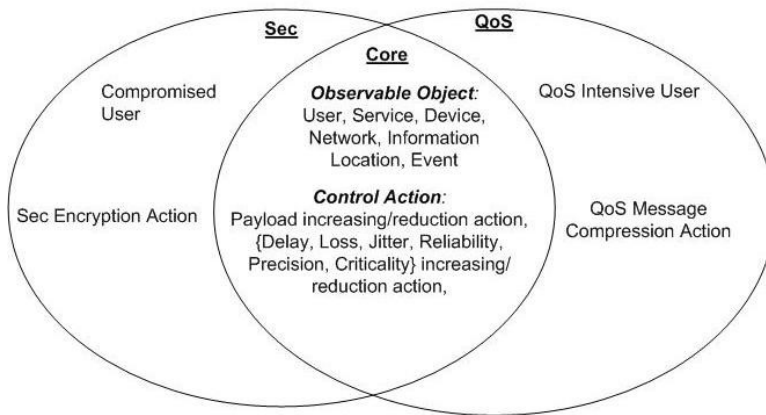 Sec
QoS
Core
Compromised
User
Observable Object:
User, Service, Device,
Network, Information
Location, Event
QoS Intensive User
Sec Encryption Action
Control Action:
Payload increasing/reduction action,
{Delay, Loss, Jitter, Reliability,
Precision, Criticality} increasing/
reduction action,
QoS Message
Compression Action